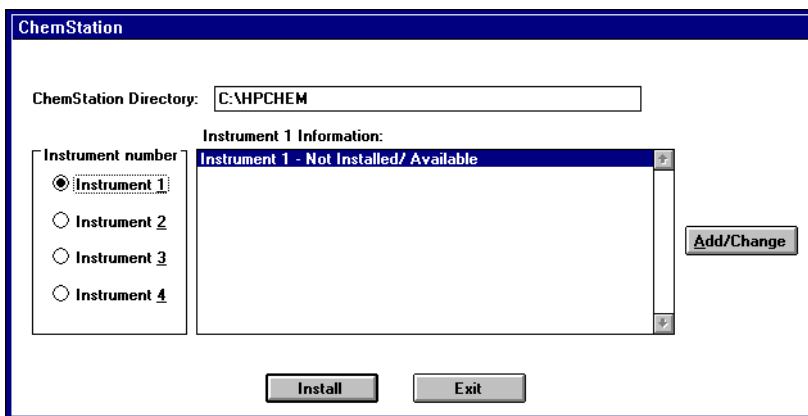 ChemStation
ChemStation Directory: C:\HPCHEM
Instrument 1 Information:
Instrument number
Instrument 1 - Not Installed/ Available
Instrument 1
Instrument 2
Add/Change
Instrument 3
Instrument 4
Install Exit